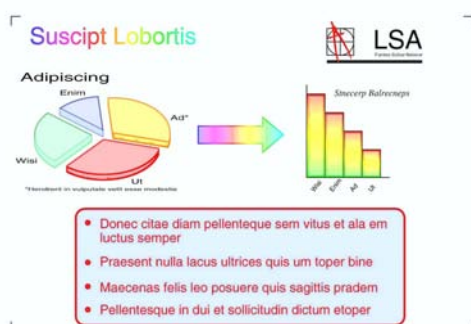 Suscipt Lobortis
LSA
Adipiscing
Enim
Ad*
Wisi
Ut
*Hendrerit in vulputate velit esse modestie
Stnecerp Balrecneps
Wisi
Enim
Ad
Ut
• Donec citae diam pellenteque sem vitus et ala em
luctus semper
• Praesent nulla lacus ultrices quis um toper bine
• Maecenas felis leo posuere quis sagittis pradem
• Pellentesque in dui et sollicitudin dictum etoper